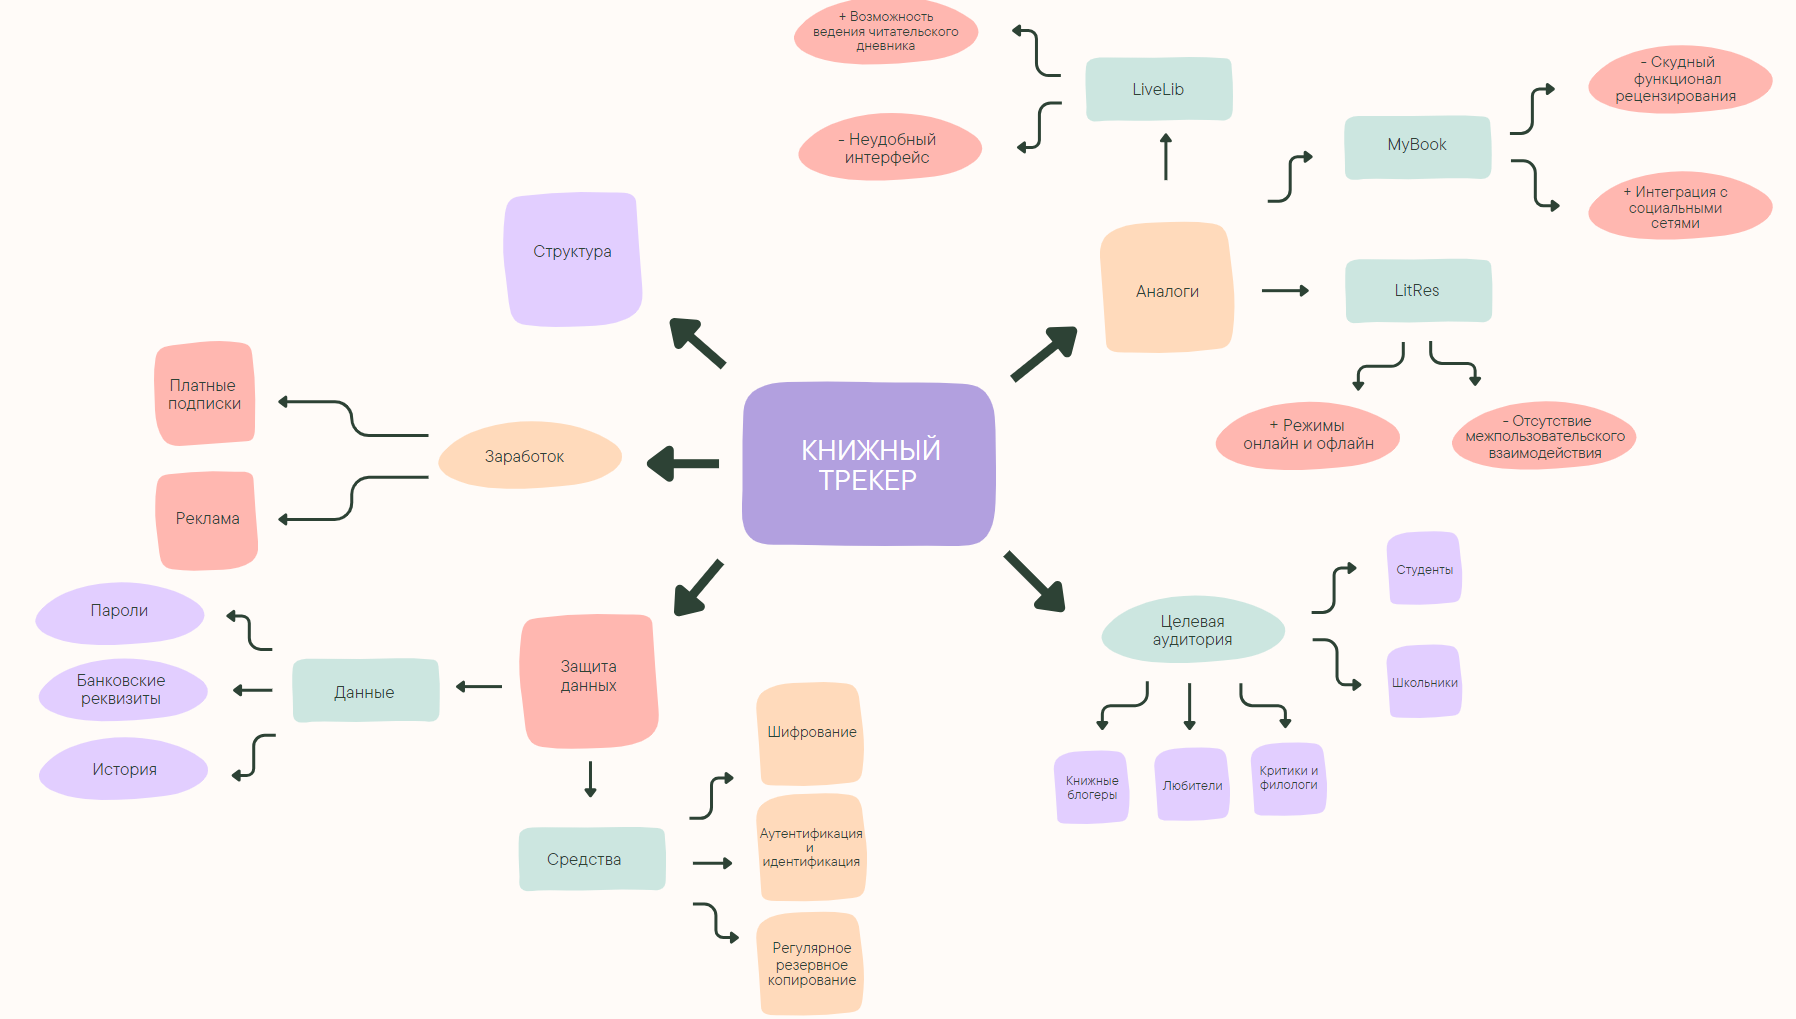 + Возможность
ведения читательского
дневника
- Неудобный
интерфейс
LiveLib
MyBook
- Скудный
функционал
рецензирования
+ Интеграция с
социальными
сетями
Структура
Аналоги
LitRes
+ Режимы
онлайн и офлайн
- Отсутствие
межпользовательского
взаимодействия
Платные
подписки
Реклама
Заработок
КНИЖНЫЙ
ТРЕКЕР
Пароли
Банковские
реквизиты
История
Данные
Защита
данных
Средства
Шифрование
Аутентификация
и
идентификация
Регулярное
резервное
копирование
Целевая
аудитория
Студенты
Школьники
Книжные
блогеры
Любители
Критики и
филологи